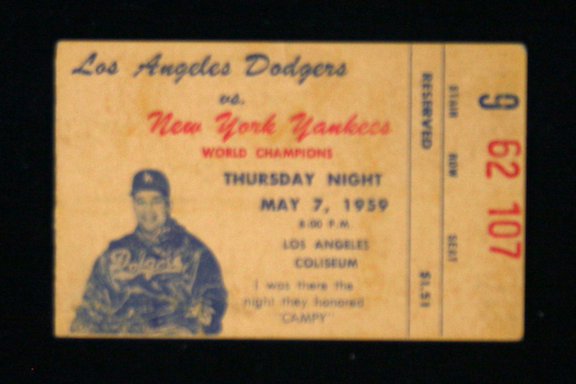 Los Angeles Dodgers
vs.
New York Yankees
WORLD CHAMPIONS
THURSDAY NIGHT
MAY 7, 1959
8:00 P.M.
LOS ANGELES
COLISEUM
I was there the
night they honored
"CAMPY"
Dodgers
RESERVED
$1.51
STAIR ROW SEAT
9 62 107